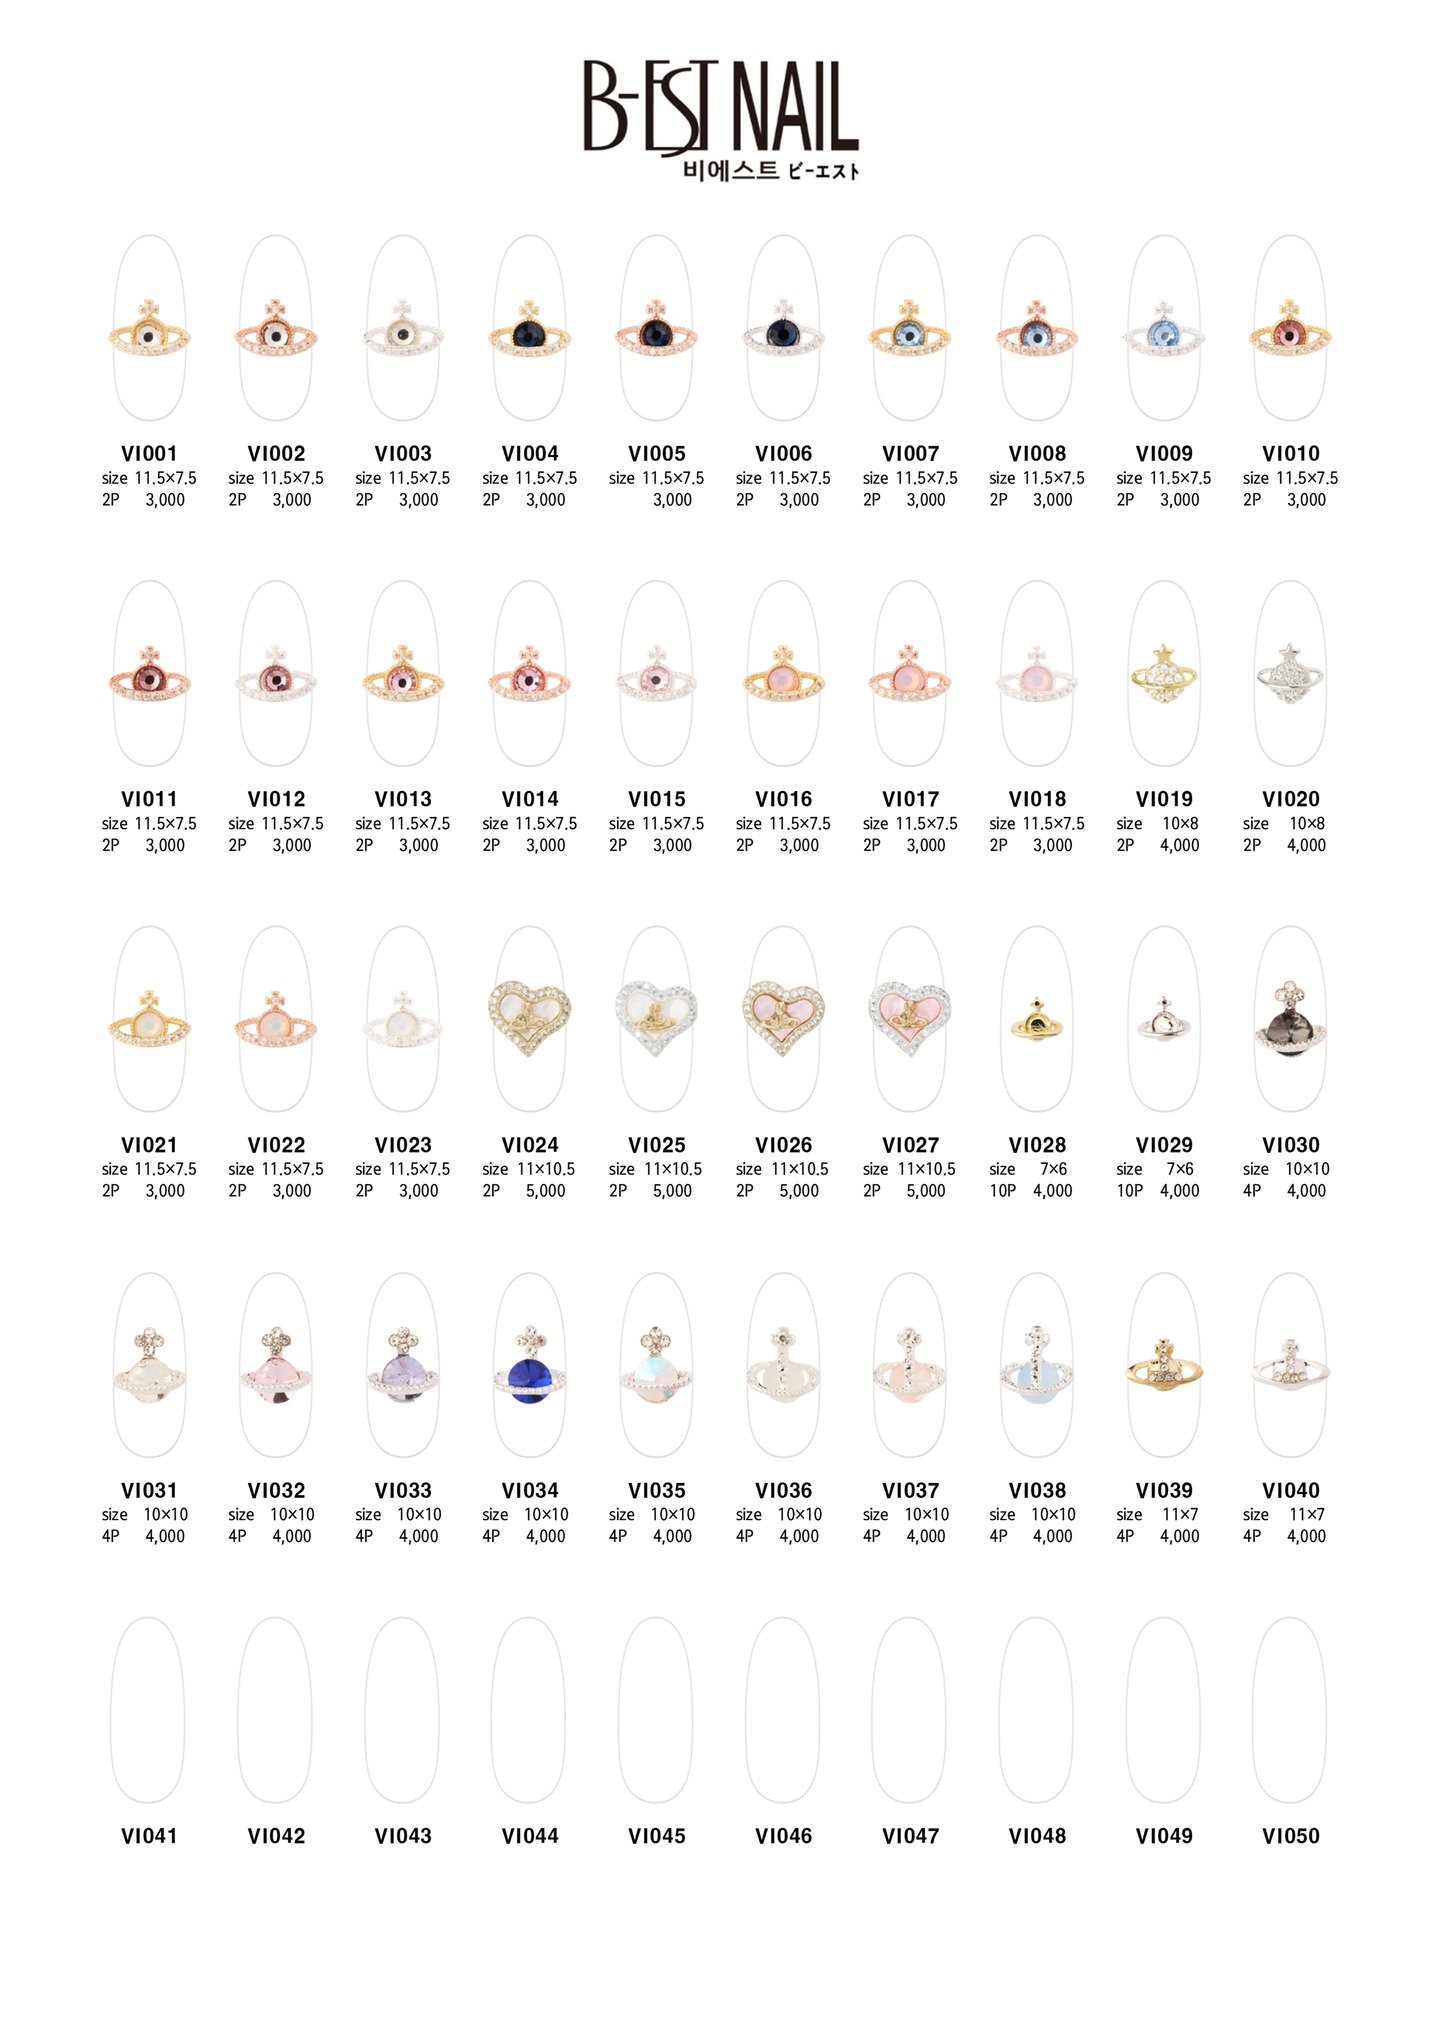 B-EST NAIL
비에스트 ビーエスト
VI001 VI002 VI003 VI004 VI005 VI006 VI007 VI008 VI009 VI010
size 11.5×7.5 size 11.5×7.5 size 11.5×7.5 size 11.5×7.5 size 11.5×7.5 size 11.5×7.5 size 11.5×7.5 size 11.5×7.5 size 11.5×7.5 size 11.5×7.5
2P 3,000 2P 3,000 2P 3,000 2P 3,000 3,000 2P 3,000 2P 3,000 2P 3,000 2P 3,000 2P 3,000
VI011 VI012 VI013 VI014 VI015 VI016 VI017 VI018 VI019 VI020
size 11.5×7.5 size 11.5×7.5 size 11.5×7.5 size 11.5×7.5 size 11.5×7.5 size 11.5×7.5 size 11.5×7.5 size 11.5×7.5 size 10×8 size 10×8
2P 3,000 2P 3,000 2P 3,000 2P 3,000 2P 3,000 2P 3,000 2P 3,000 2P 3,000 2P 4,000 2P 4,000
VI021 VI022 VI023 VI024 VI025 VI026 VI027 VI028 VI029 VI030
size 11.5×7.5 size 11.5×7.5 size 11.5×7.5 size 11×10.5 size 11×10.5 size 11×10.5 size 11×10.5 size 7×6 size 7×6 size 10×10
2P 3,000 2P 3,000 2P 3,000 2P 5,000 2P 5,000 2P 5,000 2P 5,000 10P 4,000 10P 4,000 4P 4,000
VI031 VI032 VI033 VI034 VI035 VI036 VI037 VI038 VI039 VI040
size 10×10 size 10×10 size 10×10 size 10×10 size 10×10 size 10×10 size 10×10 size 10×10 size 11×7 size 11×7
4P 4,000 4P 4,000 4P 4,000 4P 4,000 4P 4,000 4P 4,000 4P 4,000 4P 4,000 4P 4,000 4P 4,000
VI041 VI042 VI043 VI044 VI045 VI046 VI047 VI048 VI049 VI050